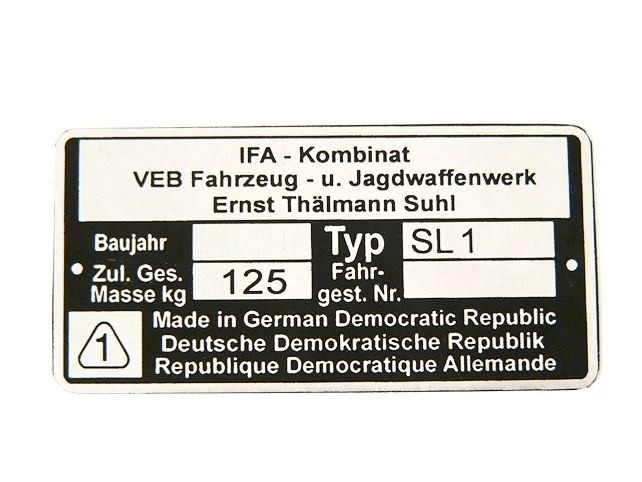 IFA - Kombinat
VEB Fahrzeug - u. Jagdwaffenwerk
Ernst Thälmann Suhl
Baujahr
Typ SL 1
Zul. Ges.
Masse kg 125
Fahr-
gest. Nr.
1
Made in German Democratic Republic
Deutsche Demokratische Republik
Republique Democratique Allemande